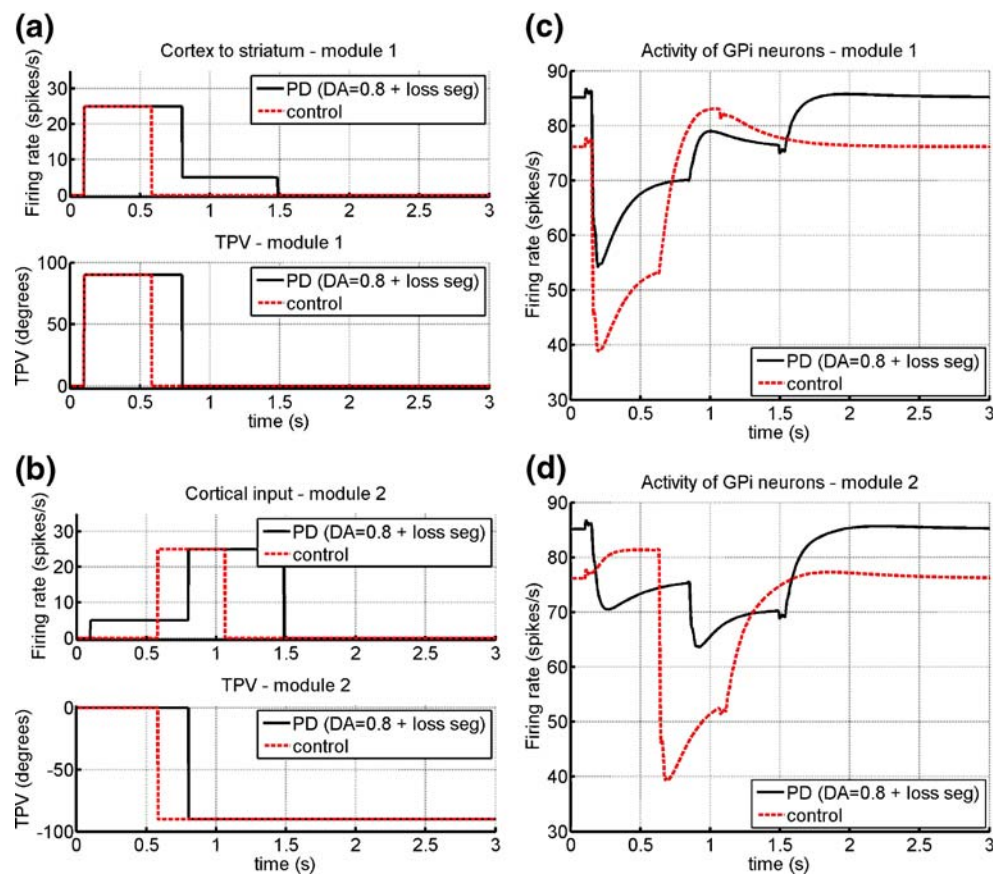 (a)
Cortex to striatum - module 1
Firing rate (spikes/s)
30
20
10
0
PD (DA=0.8 + loss seg)
control
0 0.5 1 1.5 2 2.5 3
TPV - module 1
TPV (degrees)
100
50
0
PD (DA=0.8 + loss seg)
control
0 0.5 1 1.5 2 2.5 3
time (s)
(c)
Activity of GPi neurons - module 1
Firing rate (spikes/s)
90
80
70
60
50
40
30
PD (DA=0.8 + loss seg)
control
0 0.5 1 1.5 2 2.5 3
time (s)
(b)
Cortical input - module 2
Firing rate (spikes/s)
30
20
10
0
PD (DA=0.8 + loss seg)
control
0 0.5 1 1.5 2 2.5 3
TPV - module 2
TPV (degrees)
0
-50
-100
PD (DA=0.8 + loss seg)
control
0 0.5 1 1.5 2 2.5 3
time (s)
(d)
Activity of GPi neurons - module 2
Firing rate (spikes/s)
90
80
70
60
50
40
30
PD (DA=0.8 + loss seg)
control
0 0.5 1 1.5 2 2.5 3
time (s)